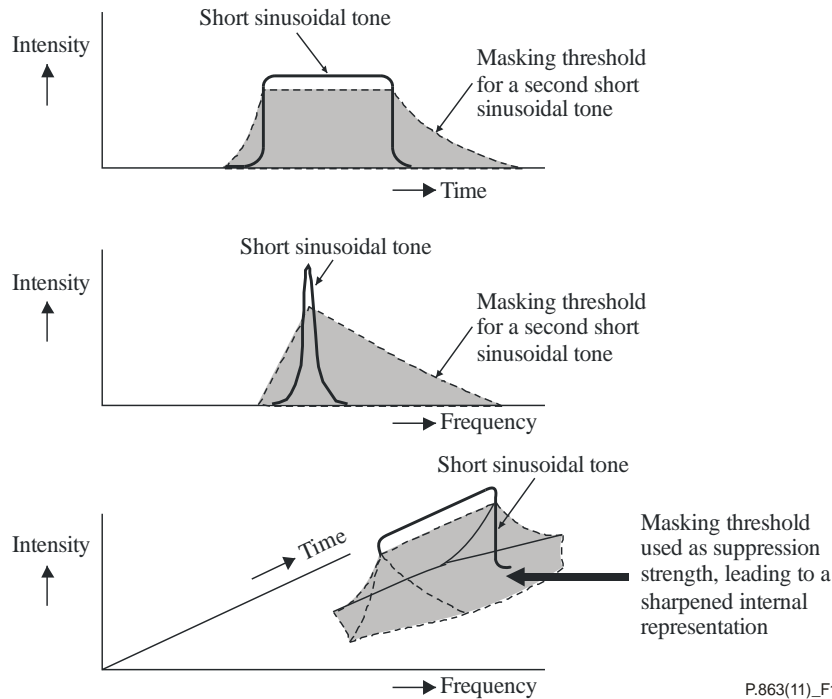 Short sinusoidal tone
Intensity
Masking threshold
for a second short
sinusoidal tone
Time
Short sinusoidal tone
Intensity
Masking threshold
for a second short
sinusoidal tone
Frequency
Short sinusoidal tone
Intensity
Time
Masking threshold
used as suppression
strength, leading to a
sharpened internal
representation
Frequency